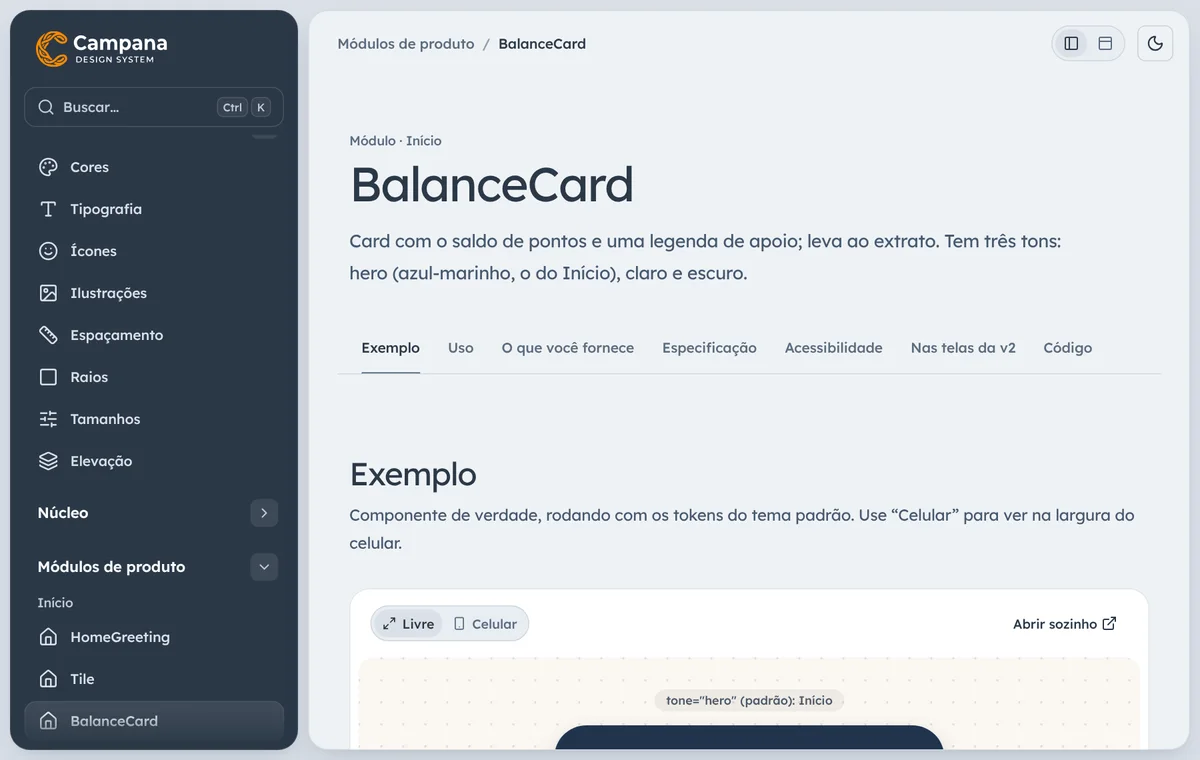 Campana
DESIGN SYSTEM
Buscar...
Ctrl K
Cores
Tipografia
Ícones
Ilustrações
Espaçamento
Raios
Tamanhos
Elevação
Núcleo
Módulos de produto
Início
HomeGreeting
Tile
BalanceCard
Módulos de produto / BalanceCard
Módulo · Início
BalanceCard
Card com o saldo de pontos e uma legenda de apoio; leva ao extrato. Tem três tons:
hero (azul-marinho, o do Início), claro e escuro.
Exemplo Uso O que você fornece Especificação Acessibilidade Nas telas da v2 Código
Exemplo
Componente de verdade, rodando com os tokens do tema padrão. Use “Celular” para ver na largura do
celular.
Livre Celular Abrir sozinho
tone="hero" (padrão): Início